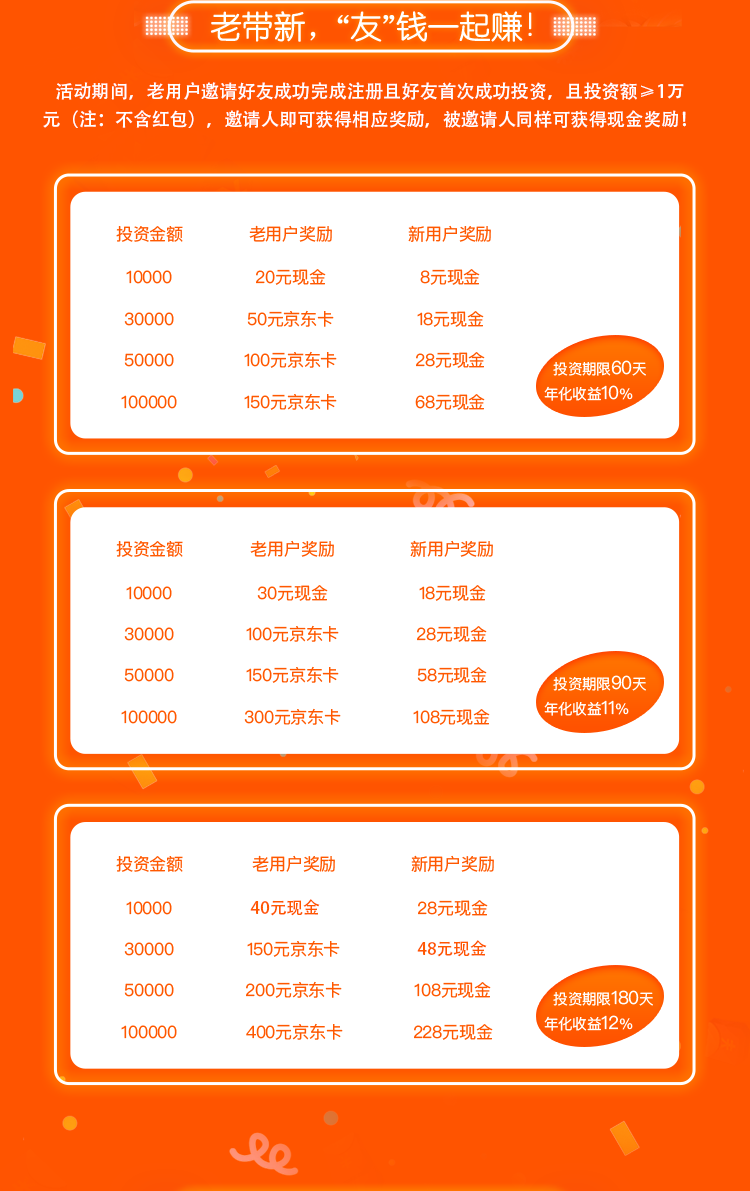 老带新，“友”钱一起赚！
活动期间，老用户邀请好友成功完成注册且好友首次成功投资，且投资额≥1万
元（注：不含红包），邀请人即可获得相应奖励，被邀请人同样可获得现金奖励！
投资金额 老用户奖励 新用户奖励
10000 20元现金 8元现金
30000 50元京东卡 18元现金
50000 100元京东卡 28元现金
100000 150元京东卡 68元现金
投资期限60天
年化收益10%
投资金额 老用户奖励 新用户奖励
10000 30元现金 18元现金
30000 100元京东卡 28元现金
50000 150元京东卡 58元现金
100000 300元京东卡 108元现金
投资期限90天
年化收益11%
投资金额 老用户奖励 新用户奖励
10000 40元现金 28元现金
30000 150元京东卡 48元现金
50000 200元京东卡 108元现金
100000 400元京东卡 228元现金
投资期限180天
年化收益12%